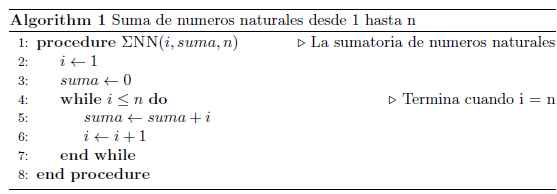 Algorithm 1 Suma de numeros naturales desde 1 hasta n
1: procedure ΣNN(i, suma, n) ▷ La sumatoria de numeros naturales
2: i ← 1
3: suma ← 0
4: while i ≤ n do ▷ Termina cuando i = n
5: suma ← suma + i
6: i ← i + 1
7: end while
8: end procedure